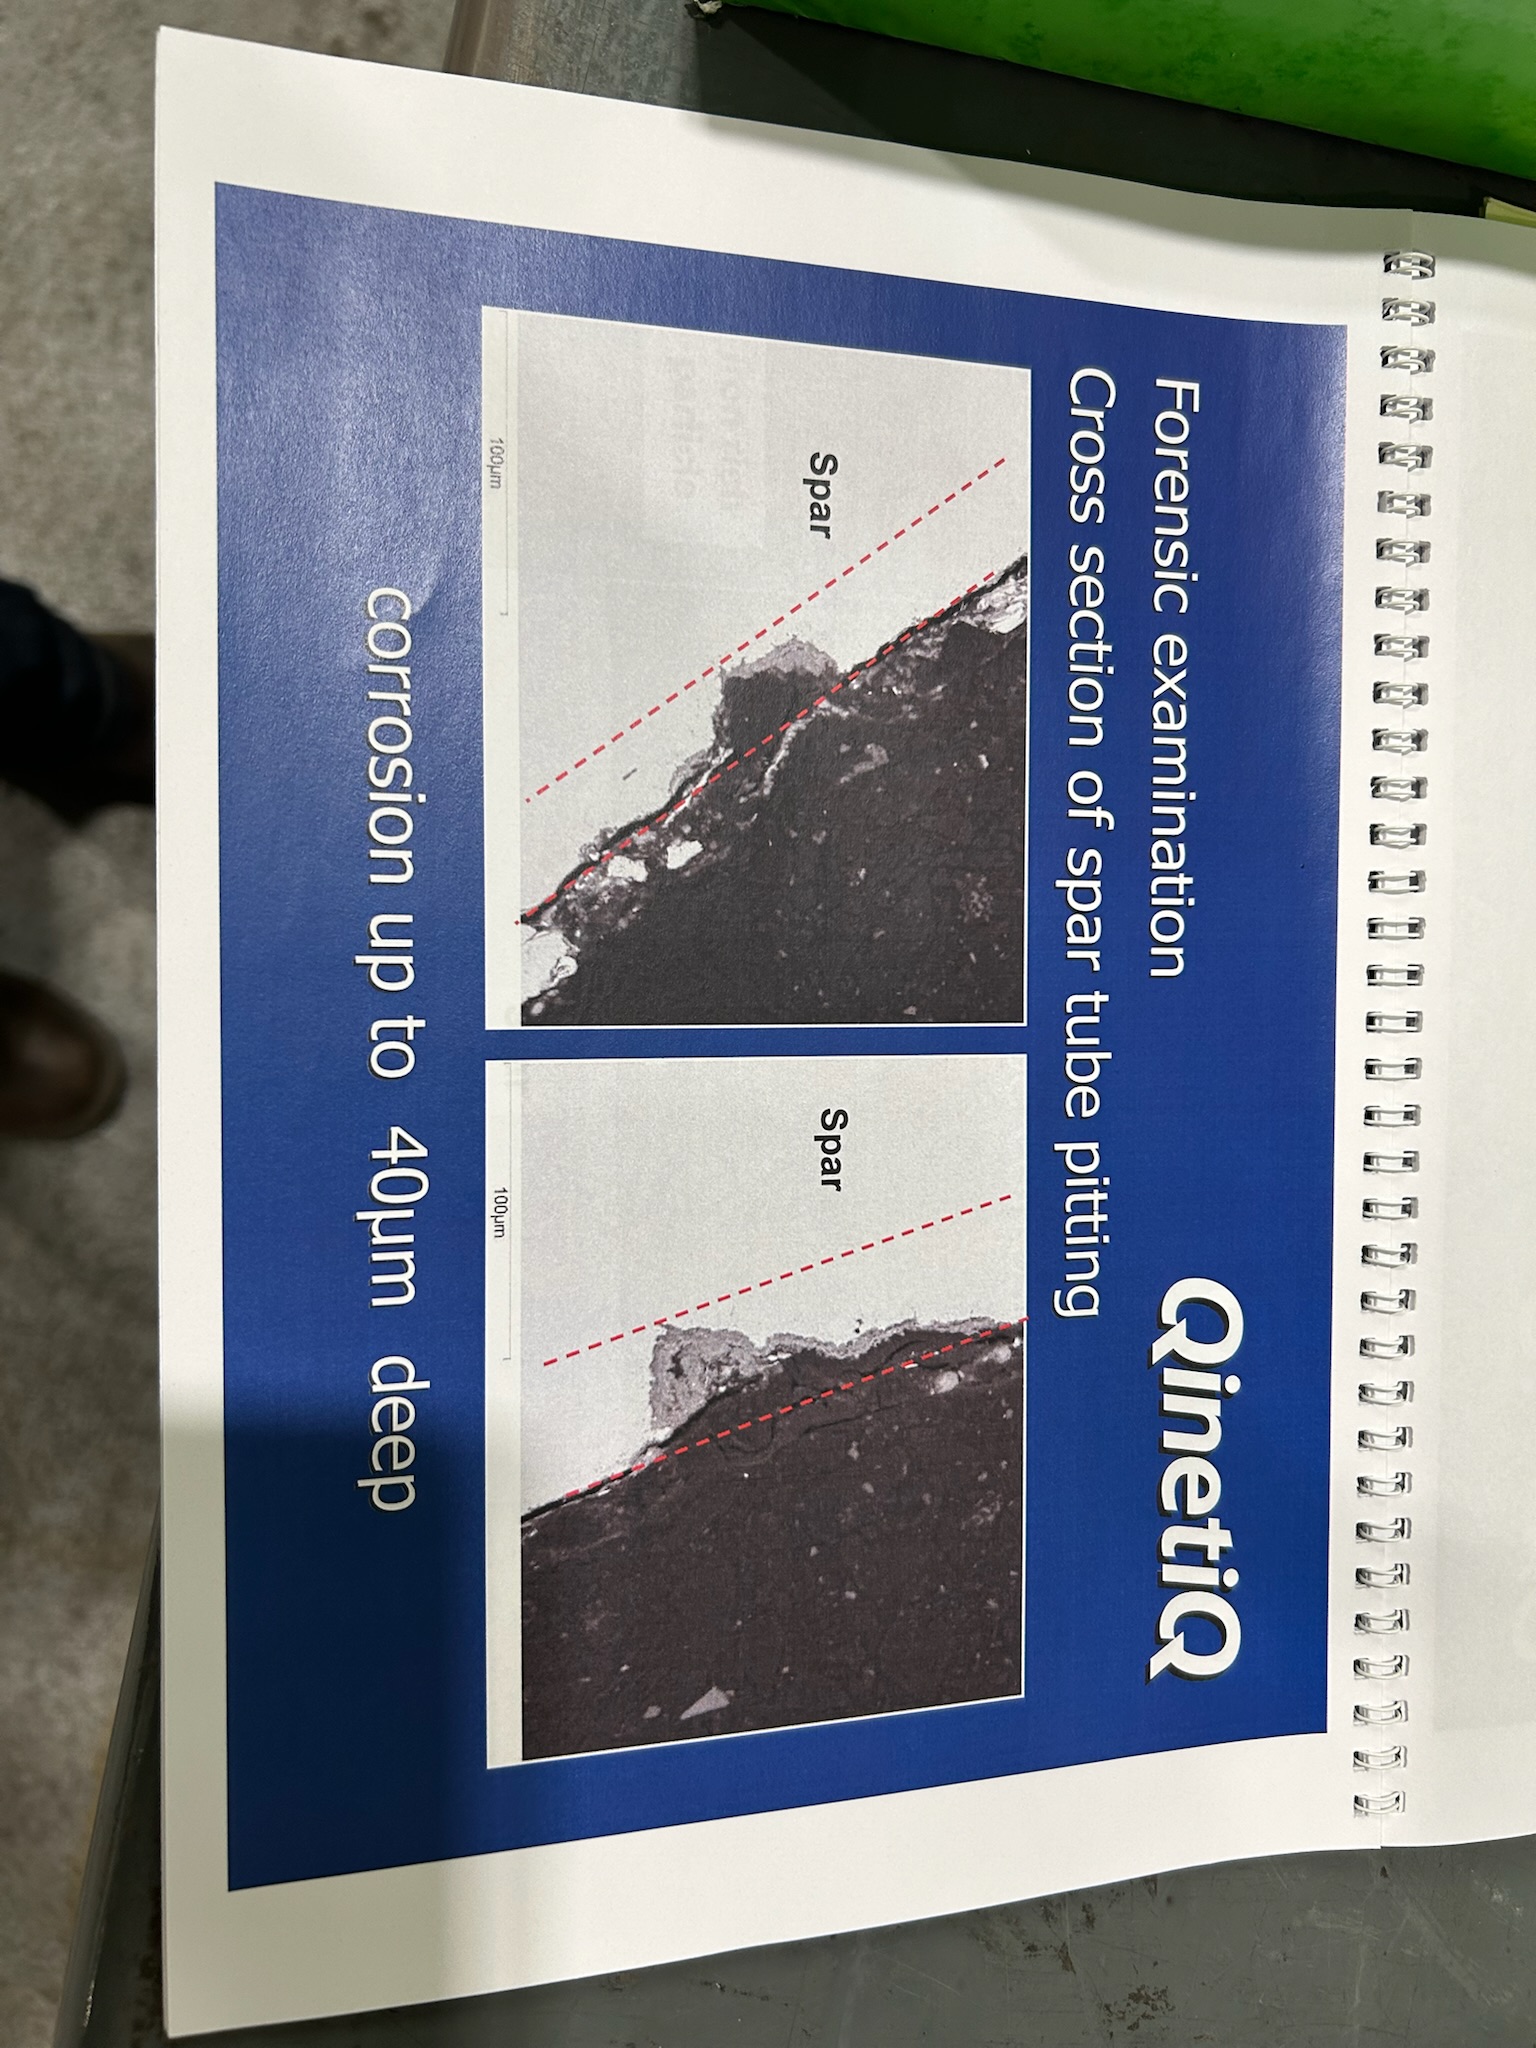 Forensic examination
QinetiQ
Cross section of spar tube pitting
Spar
100µm
Spar
100µm
corrosion up to 40µm deep